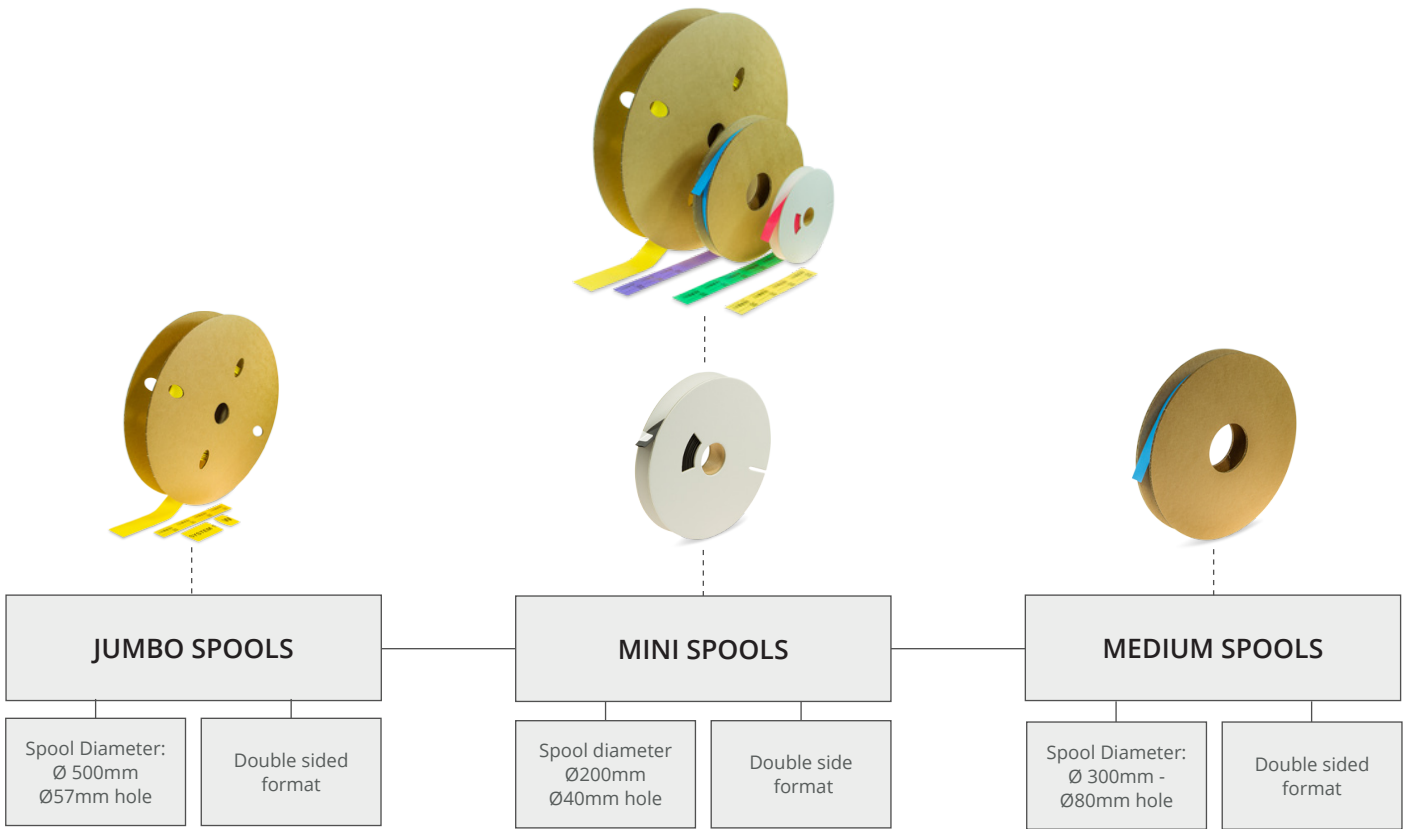 SYSTEM
JUMBO SPOOLS
MINI SPOOLS
MEDIUM SPOOLS
Spool Diameter:
Ø 500mm
Ø57mm hole
Double sided
format
Spool diameter
Ø200mm
Ø40mm hole
Double side
format
Spool Diameter:
Ø 300mm -
Ø80mm hole
Double sided
format